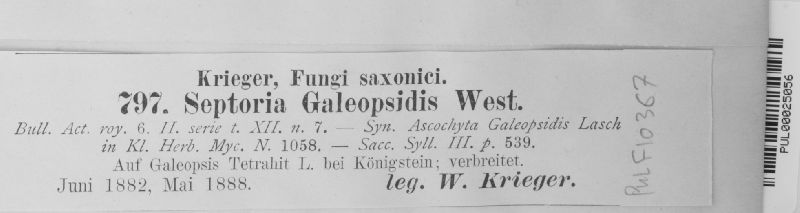 Krieger, Fungi saxonici.
797. Septoria Galeopsidis West.
Bull. Act. roy. 6. II. serie t. XII. n. 7. — Syn. Ascochyta Galeopsidis Lasch
in Kl. Herb. Myc. N. 1058. — Sacc. Syll. III. p. 539.
Auf Galeopsis Tetrahit L. bei Königstein; verbreitet.
Juni 1882, Mai 1888. leg. W. Krieger.
PUL F10367
PUL00025056